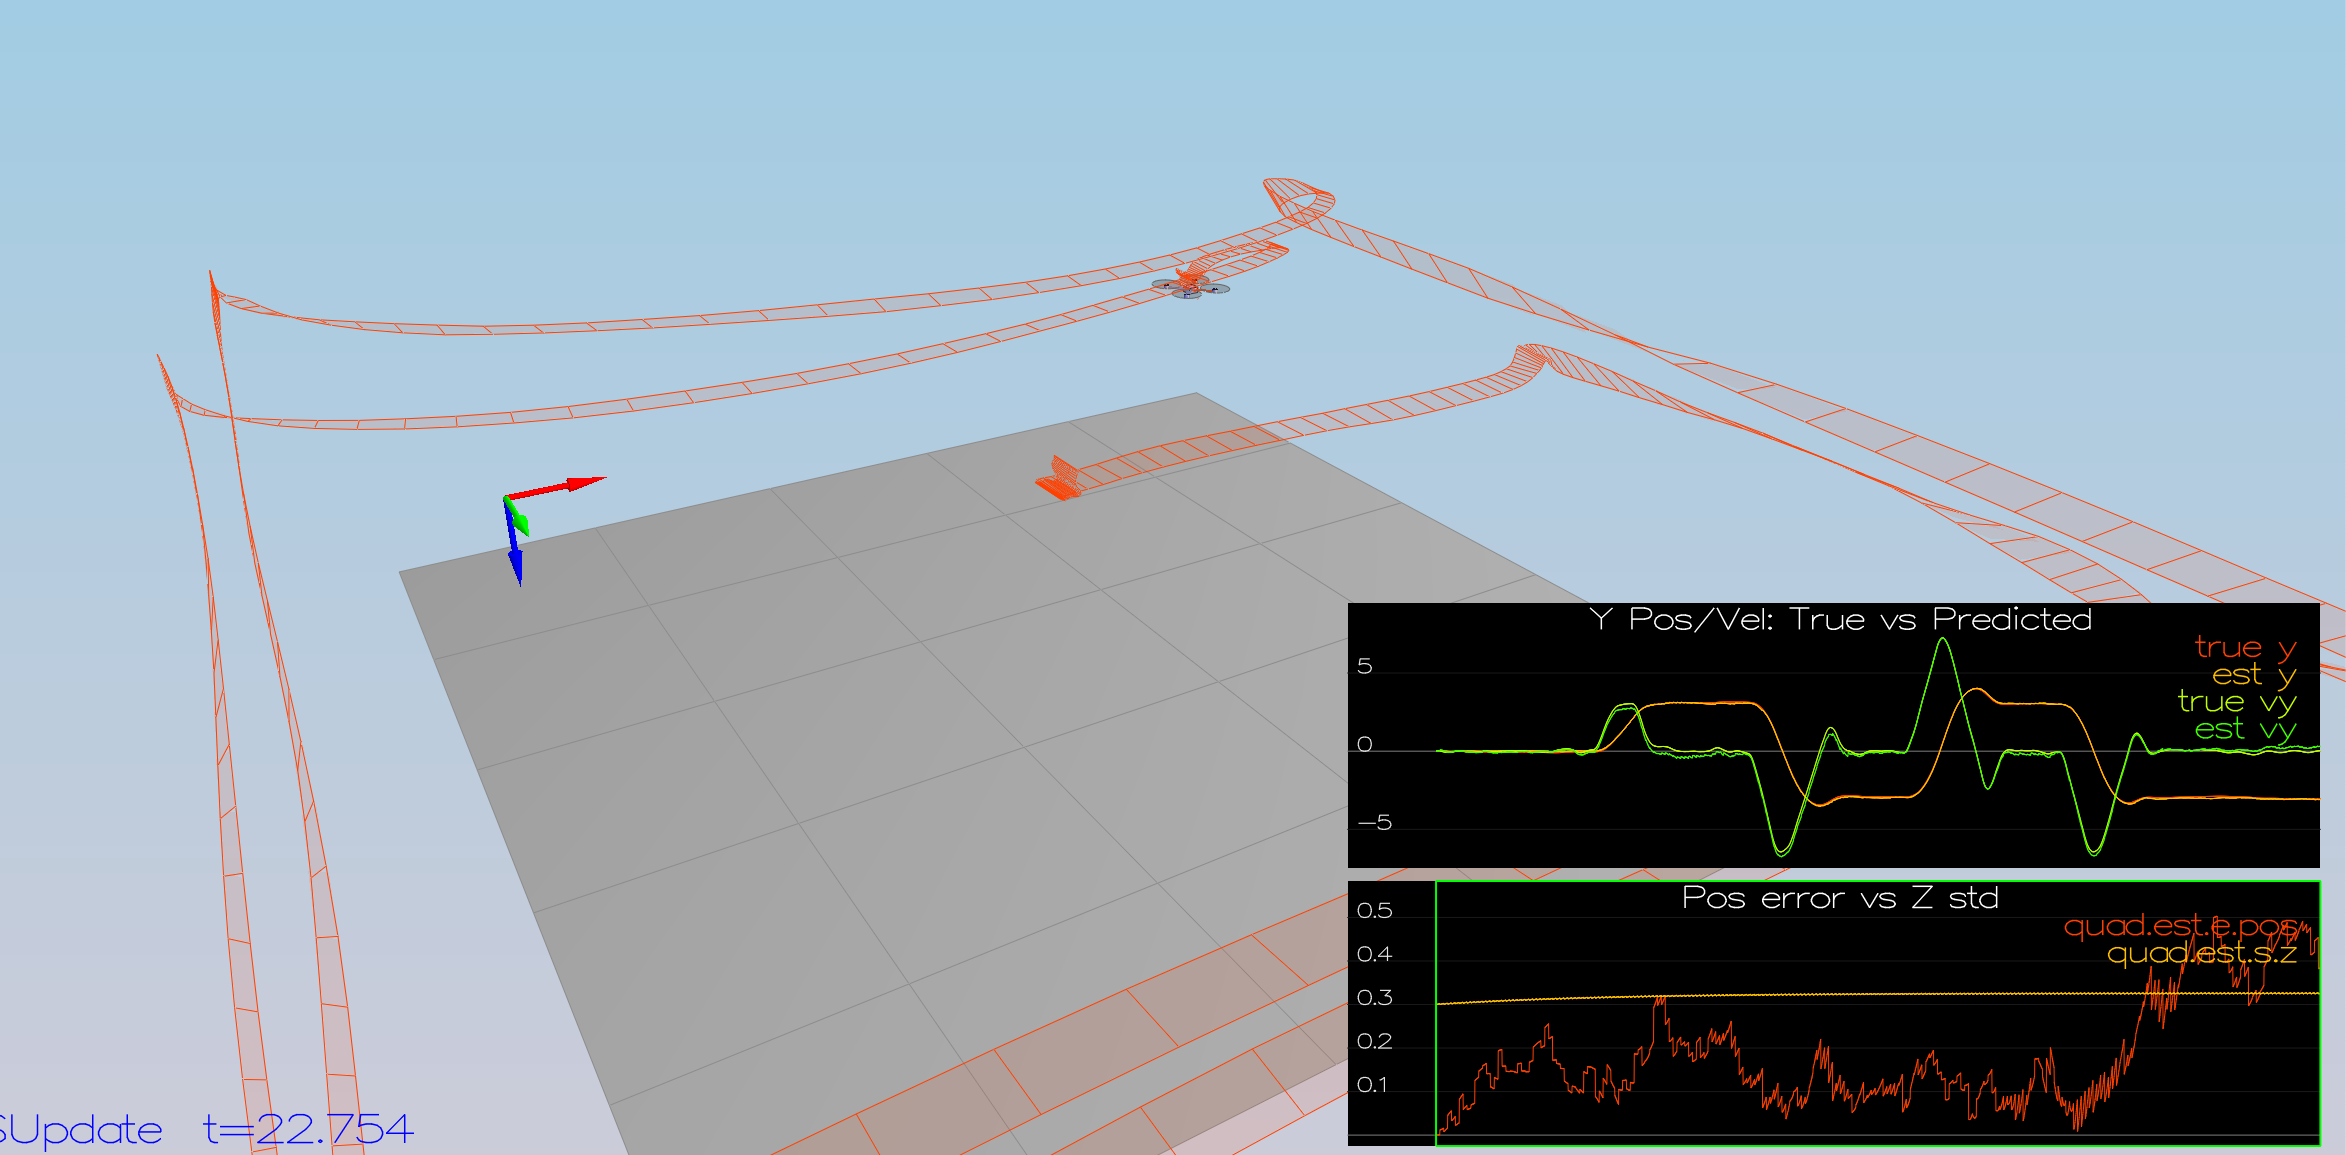 Y Pos/Vel: True vs Predicted
5
true y
est y
true vy
est vy
0
−5
Pos error vs Z std
0.5
quad.est.e.pos
0.4
quad.est.s.z
0.3
0.2
0.1
SUpdate t=22.754